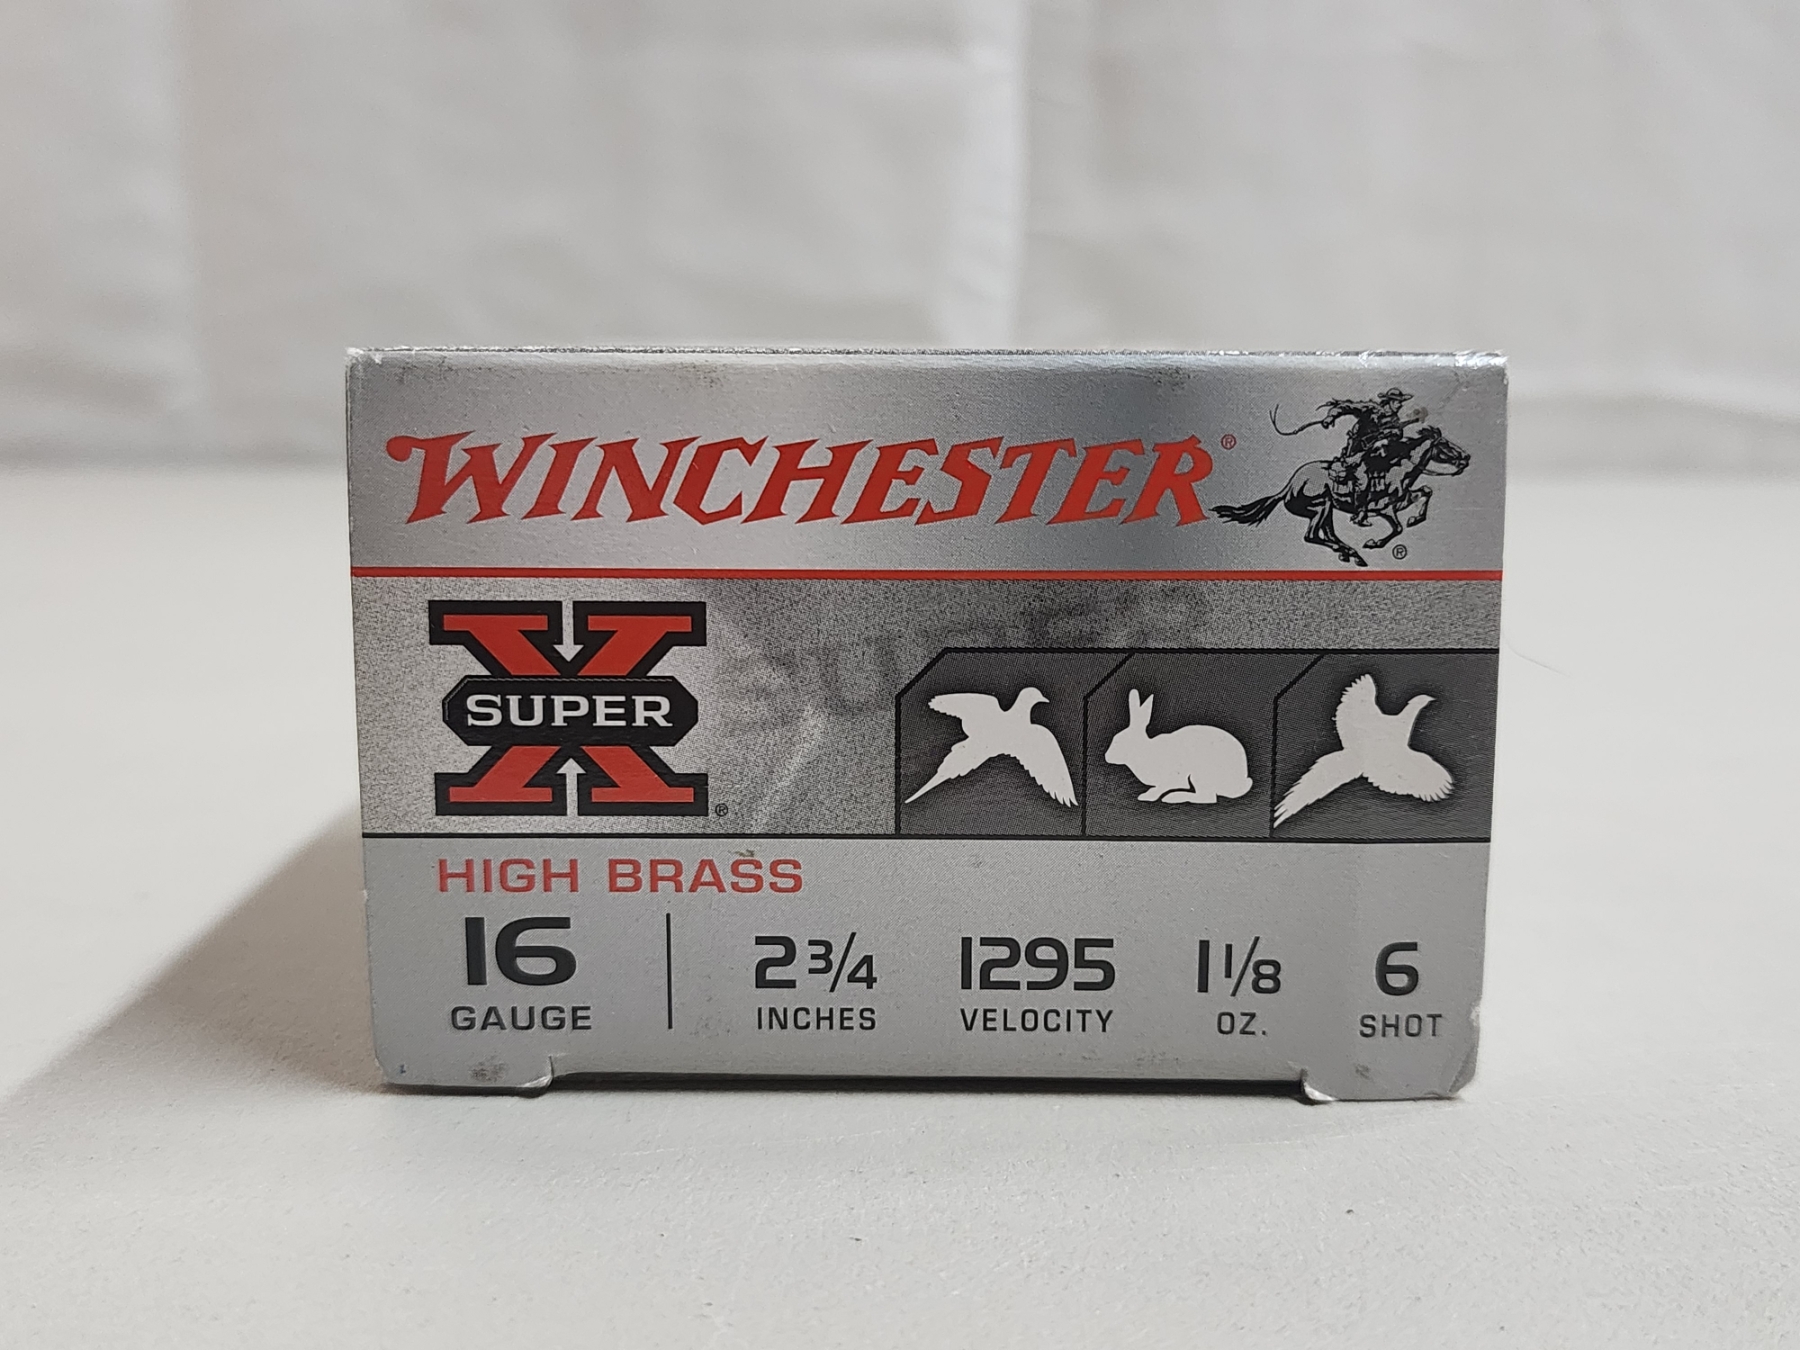 WINCHESTER®
®
X
SUPER
®
HIGH BRASS
16 2 3/4 1295 1 1/8 6
GAUGE INCHES VELOCITY OZ. SHOT